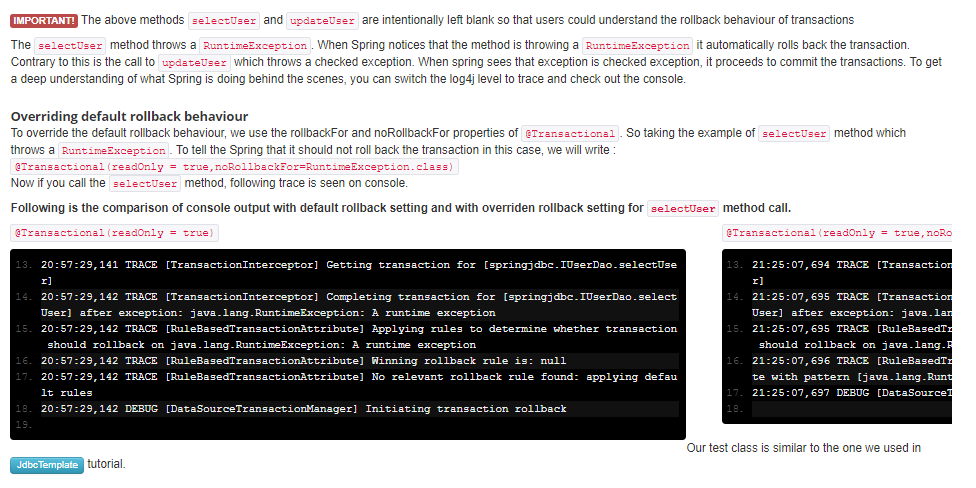 IMPORTANT! The above methods selectUser and updateUser are intentionally left blank so that users could understand the rollback behaviour of transactions
The selectUser method throws a RuntimeException. When Spring notices that the method is throwing a RuntimeException it automatically rolls back the transaction.
Contrary to this is the call to updateUser which throws a checked exception. When spring sees that exception is checked exception, it proceeds to commit the transactions. To get
a deep understanding of what Spring is doing behind the scenes, you can switch the log4j level to trace and check out the console.
Overriding default rollback behaviour
To override the default rollback behaviour, we use the rollbackFor and noRollbackFor properties of @Transactional. So taking the example of selectUser method which
throws a RuntimeException. To tell the Spring that it should not roll back the transaction in this case, we will write :
@Transactional(readOnly = true,noRollbackFor=RuntimeException.class)
Now if you call the selectUser method, following trace is seen on console.
Following is the comparison of console output with default rollback setting and with overriden rollback setting for selectUser method call.
@Transactional(readOnly = true)
13. 20:57:29,141 TRACE [TransactionInterceptor] Getting transaction for [springjdbc.IUserDao.selectUse
r]
14. 20:57:29,142 TRACE [TransactionInterceptor] Completing transaction for [springjdbc.IUserDao.select
User] after exception: java.lang.RuntimeException: A runtime exception
15. 20:57:29,142 TRACE [RuleBasedTransactionAttribute] Applying rules to determine whether transaction
should rollback on java.lang.RuntimeException: A runtime exception
16. 20:57:29,142 TRACE [RuleBasedTransactionAttribute] Winning rollback rule is: null
17. 20:57:29,142 TRACE [RuleBasedTransactionAttribute] No relevant rollback rule found: applying defau
lt rules
18. 20:57:29,142 DEBUG [DataSourceTransactionManager] Initiating transaction rollback
19.
@Transactional(readOnly = true,noRo
13. 21:25:07,694 TRACE [Transaction
r]
14. 21:25:07,695 TRACE [Transaction
User] after exception: java.lan
15. 21:25:07,695 TRACE [RuleBasedTr
should rollback on java.lang.R
16. 21:25:07,696 TRACE [RuleBasedTr
te with pattern [java.lang.Runt
17. 21:25:07,697 DEBUG [DataSourceT
18.
Our test class is similar to the one we used in
JdbcTemplate tutorial.